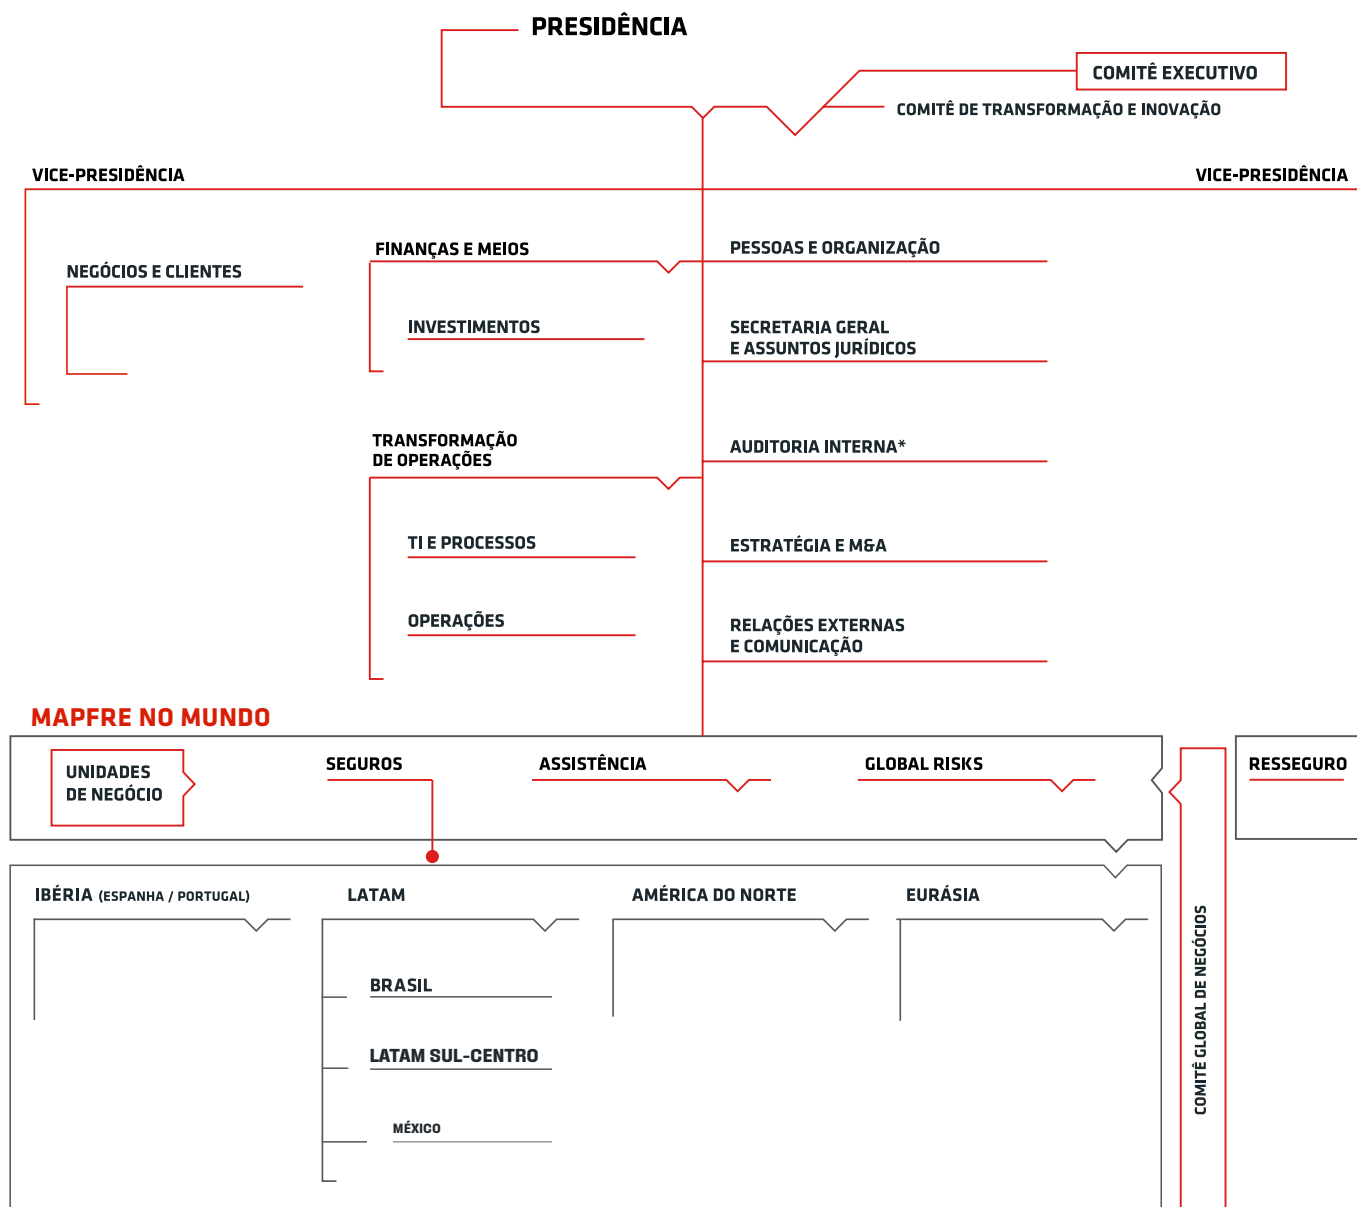 PRESIDÊNCIA
COMITÊ EXECUTIVO
COMITÊ DE TRANSFORMAÇÃO E INOVAÇÃO
VICE-PRESIDÊNCIA
VICE-PRESIDÊNCIA
NEGÓCIOS E CLIENTES
FINANÇAS E MEIOS
INVESTIMENTOS
TRANSFORMAÇÃO
DE OPERAÇÕES
TI E PROCESSOS
OPERAÇÕES
PESSOAS E ORGANIZAÇÃO
SECRETARIA GERAL
E ASSUNTOS JURÍDICOS
AUDITORIA INTERNA*
ESTRATÉGIA E M&A
RELAÇÕES EXTERNAS
E COMUNICAÇÃO
MAPFRE NO MUNDO
UNIDADES
DE NEGÓCIO
SEGUROS
ASSISTÊNCIA
GLOBAL RISKS
RESSEGURO
IBÉRIA (ESPANHA / PORTUGAL)
LATAM
BRASIL
LATAM SUL-CENTRO
MÉXICO
AMÉRICA DO NORTE
EURÁSIA
COMITÊ GLOBAL DE NEGÓCIOS